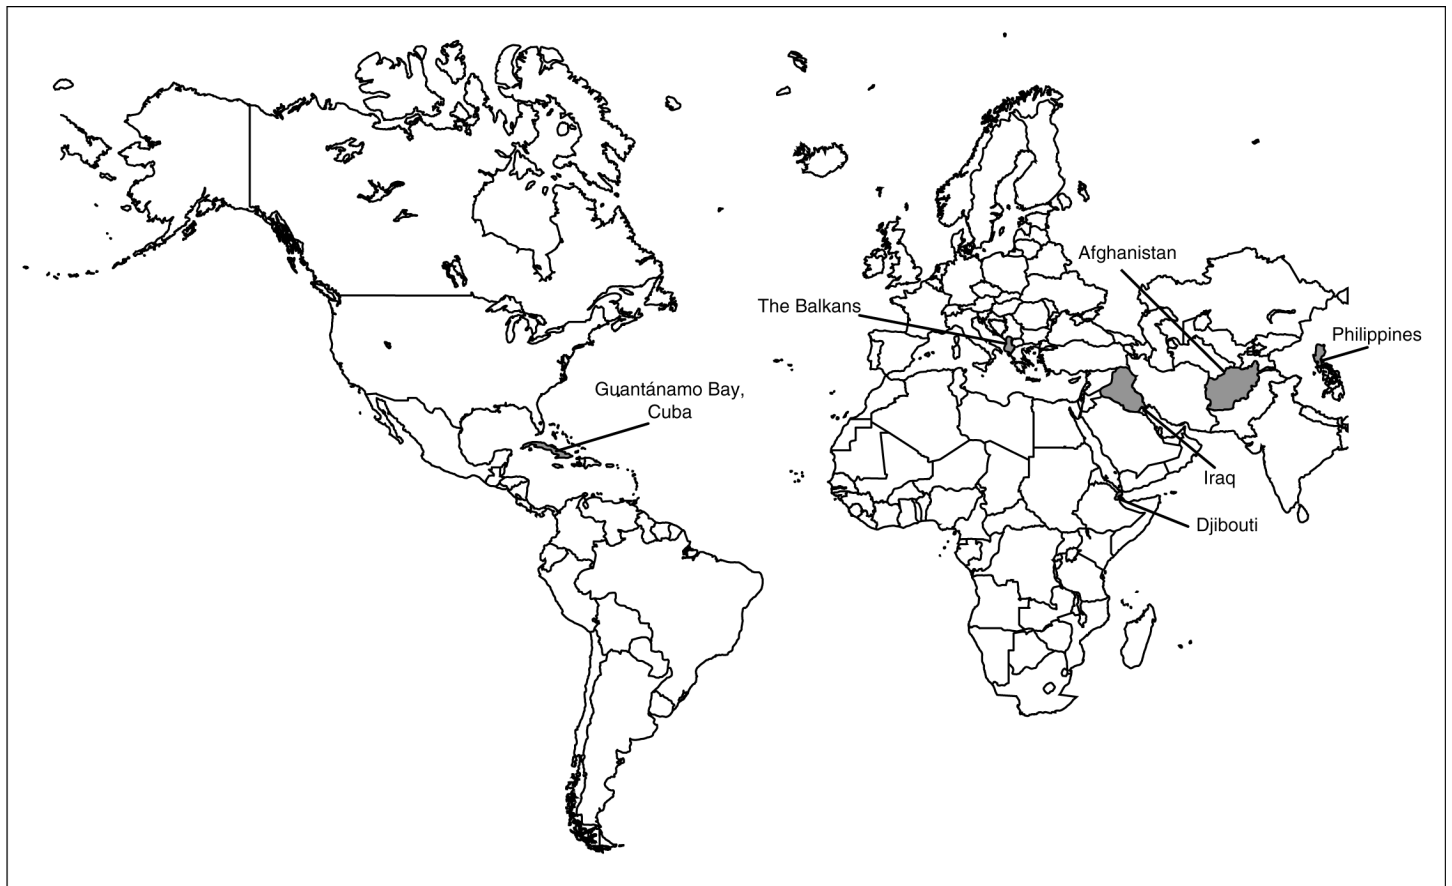 Afghanistan
The Balkans
Philippines
Guantánamo Bay,
Cuba
Iraq
Djibouti